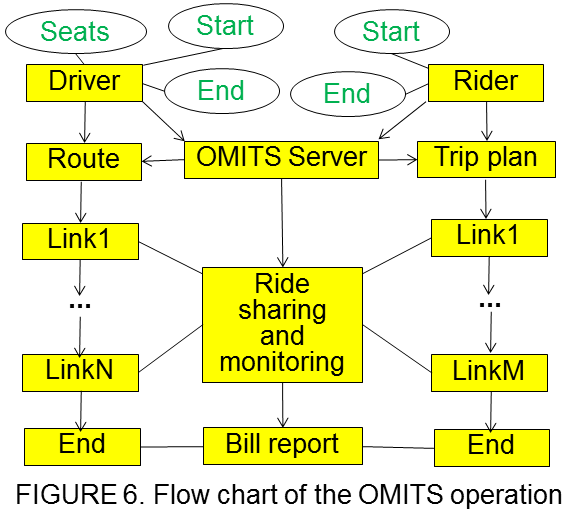 Seats
Start
Start
End
End
Driver
Rider
Route
OMITS Server
Trip plan
Link1
Link1
Ride
sharing
and
monitoring
...
...
LinkN
LinkM
End
Bill report
End
FIGURE 6. Flow chart of the OMITS operation